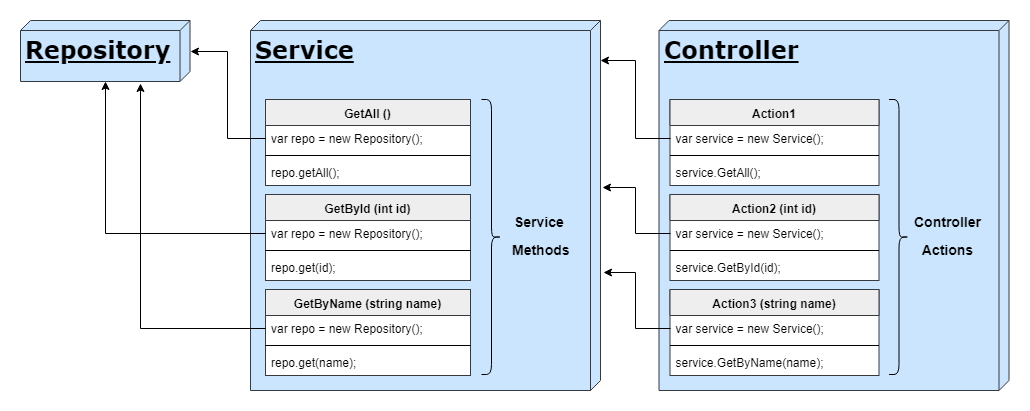 Repository
Service
GetAll ()
var repo = new Repository();
repo.getAll();
GetById (int id)
var repo = new Repository();
repo.get(id);
GetByName (string name)
var repo = new Repository();
repo.get(name);
Service
Methods
Controller
Action1
var service = new Service();
service.GetAll();
Action2 (int id)
var service = new Service();
service.GetById(id);
Action3 (string name)
var service = new Service();
service.GetByName(name);
Controller
Actions